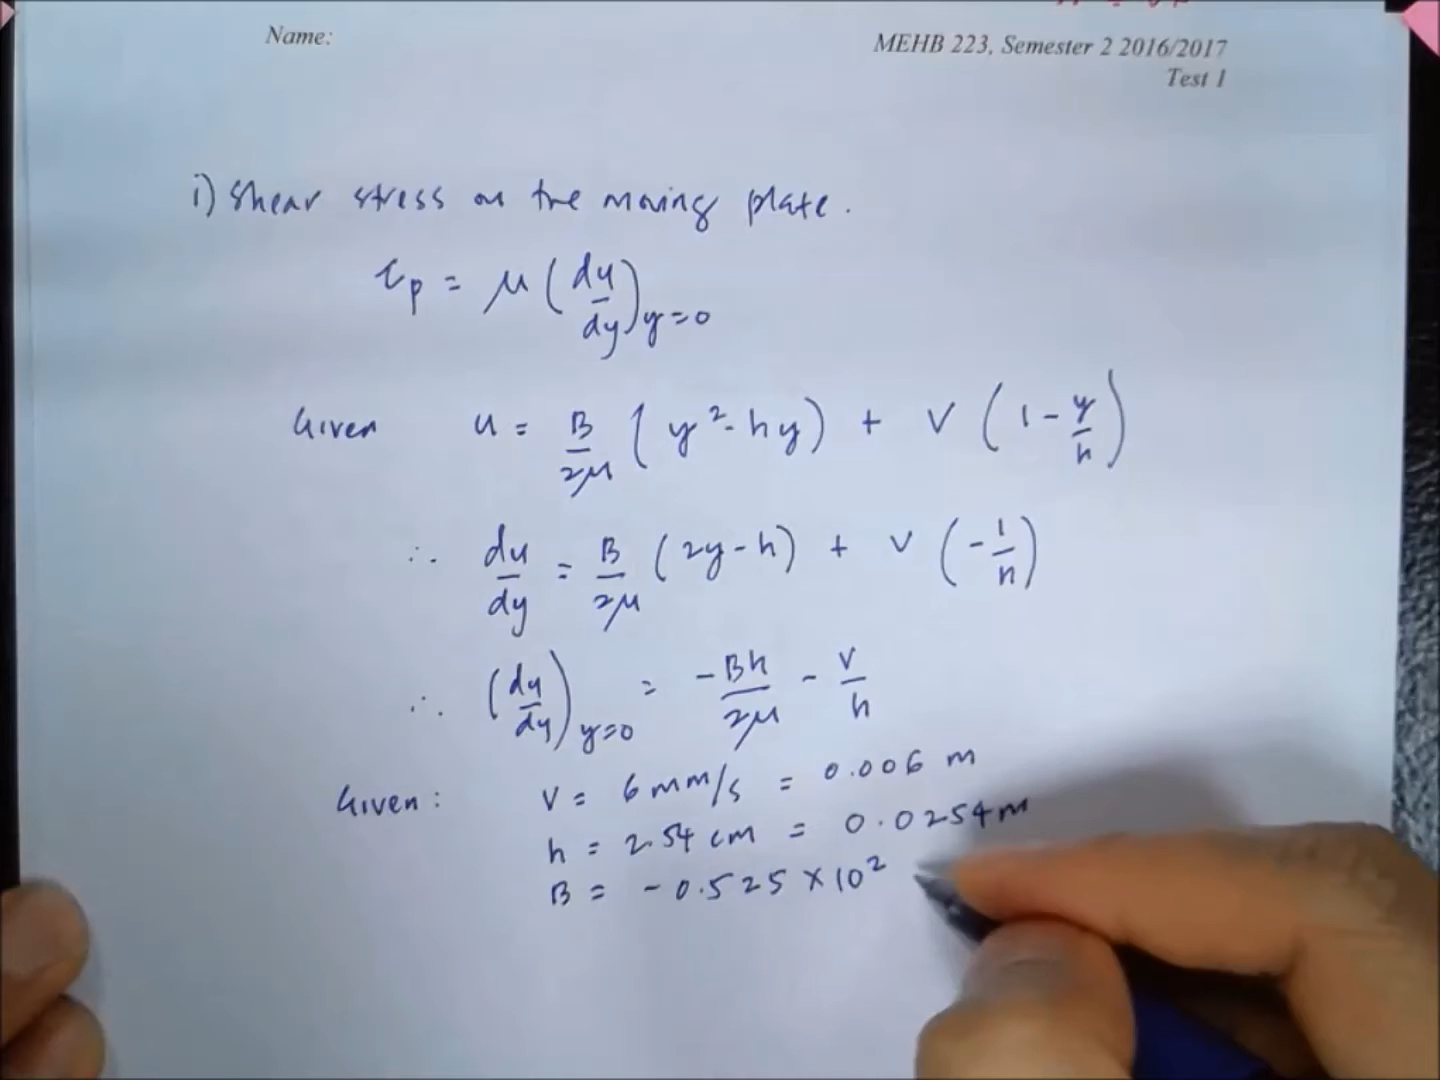 Name:
MEHB 223, Semester 2 2016/2017
Test 1
i) Shear stress on the moving plate.
τp = μ (du/dy)y=0
Given u = B/2μ (y² - hy) + V (1 - y/h)
∴ du/dy = B/2μ (2y - h) + V (-1/h)
∴ (du/dy)y=0 = -Bh/2μ - V/h
Given: V = 6 mm/s = 0.006 m
h = 2.54 cm = 0.0254 m
B = -0.525 × 10²